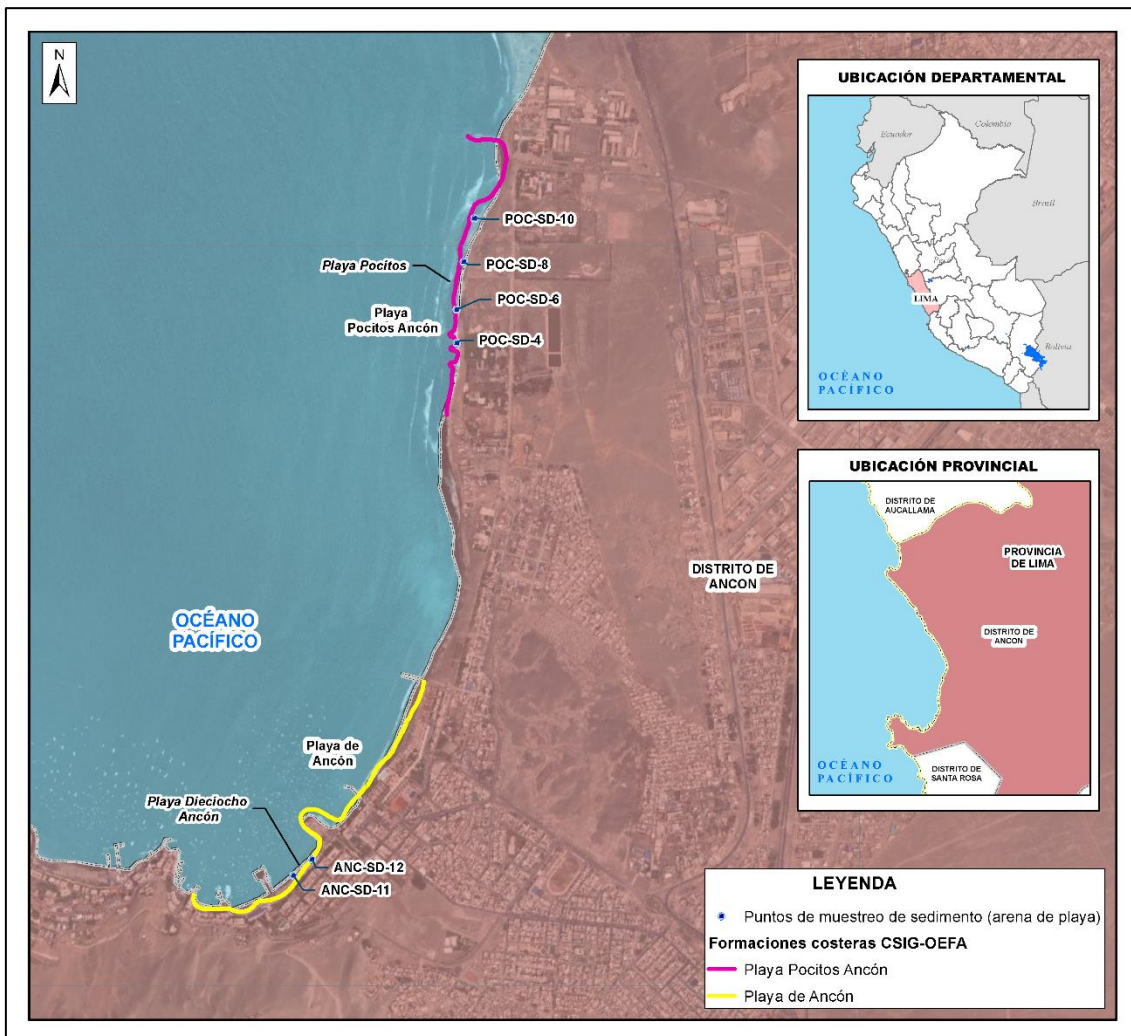 N
POC-SD-10
Playa Pocitos
POC-SD-8
POC-SD-6
Playa
Pocitos Ancón
POC-SD-4
DISTRITO DE
ANCON
OCÉANO
PACÍFICO
Playa de
Ancón
Playa Dieciocho
Ancón
ANC-SD-12
ANC-SD-11
UBICACIÓN DEPARTAMENTAL
Ecuador
Colombia
Brasil
LIMA
Bolivia
OCÉANO
PACÍFICO
UBICACIÓN PROVINCIAL
DISTRITO DE
AUCALLAMA
PROVINCIA
DE LIMA
DISTRITO DE
ANCON
OCÉANO
PACÍFICO
DISTRITO DE
SANTA ROSA
LEYENDA
Puntos de muestreo de sedimento (arena de playa)
Formaciones costeras CSIG-OEFA
Playa Pocitos Ancón
Playa de Ancón